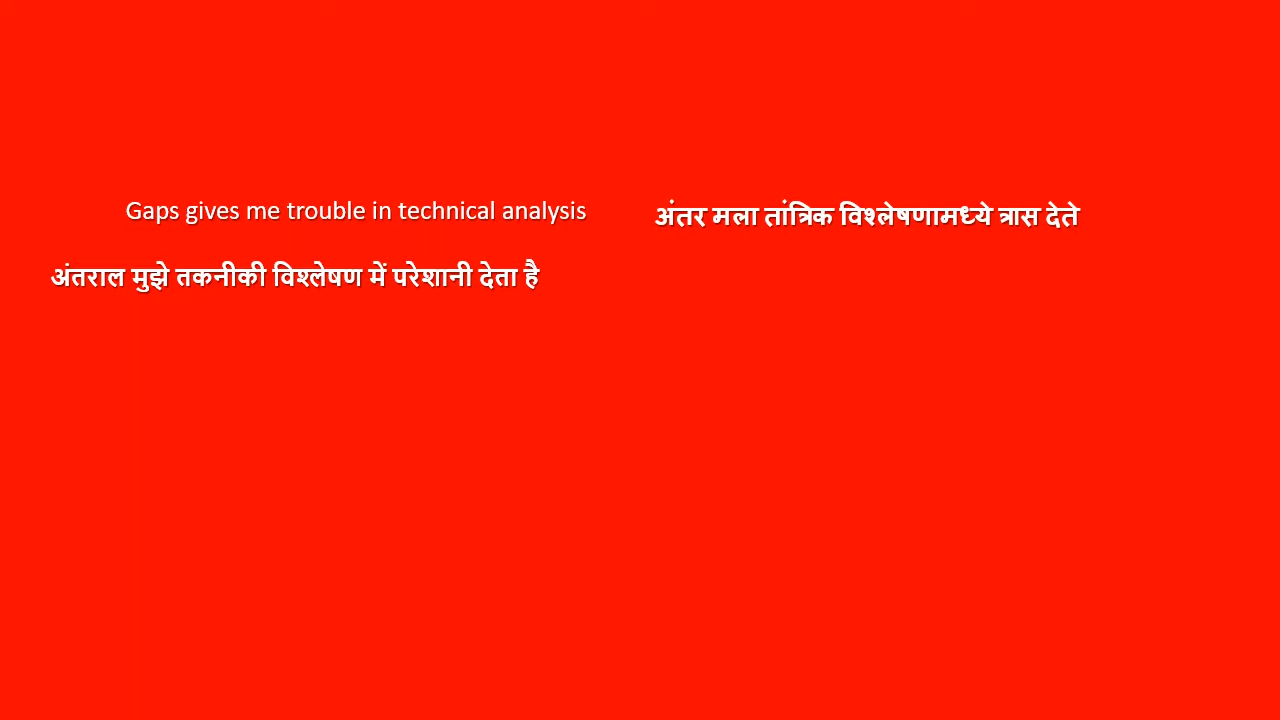 Gaps gives me trouble in technical analysis
अंतर मला तांत्रिक विश्लेषणामध्ये त्रास देते
अंतराल मुझे तकनीकी विश्लेषण में परेशानी देता है